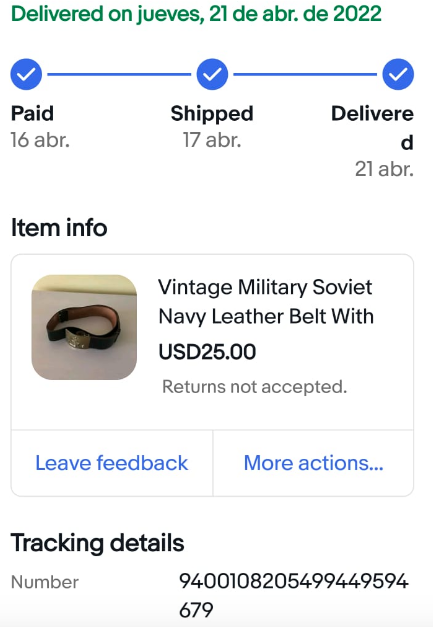 Delivered on jueves, 21 de abr. de 2022
Paid
Shipped
Delivere
d
16 abr.
17 abr.
21 abr.
Item info
Vintage Military Soviet
Navy Leather Belt With
USD25.00
Returns not accepted.
Leave feedback
More actions...
Tracking details
Number
9400108205499449594
679